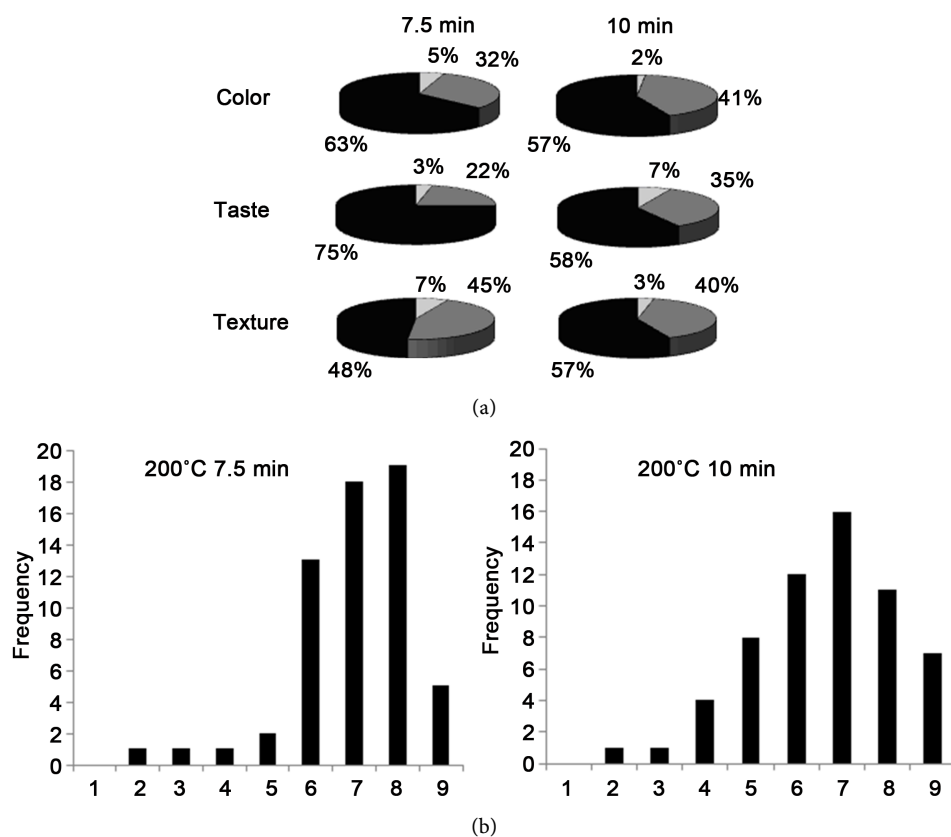 7.5 min 10 min
5% 32% 2%
Color 41%
63% 57%
3% 22% 7% 35%
Taste
75% 58%
7% 45% 3% 40%
Texture
48% 57%
(a)
200˚C 7.5 min
Frequency
20
18
16
14
12
10
8
6
4
2
0
1 2 3 4 5 6 7 8 9
200˚C 10 min
Frequency
20
18
16
14
12
10
8
6
4
2
0
1 2 3 4 5 6 7 8 9
(b)